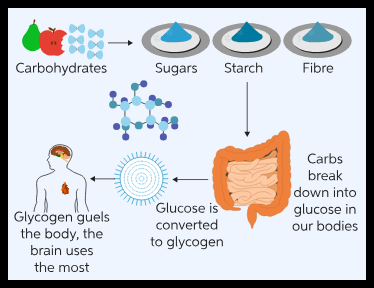 Carbohydrates
Sugars
Starch
Fibre
Carbs
break
down into
glucose in
our bodies
Glucose is
converted
to glycogen
Glycogen guels
the body, the
brain uses
the most